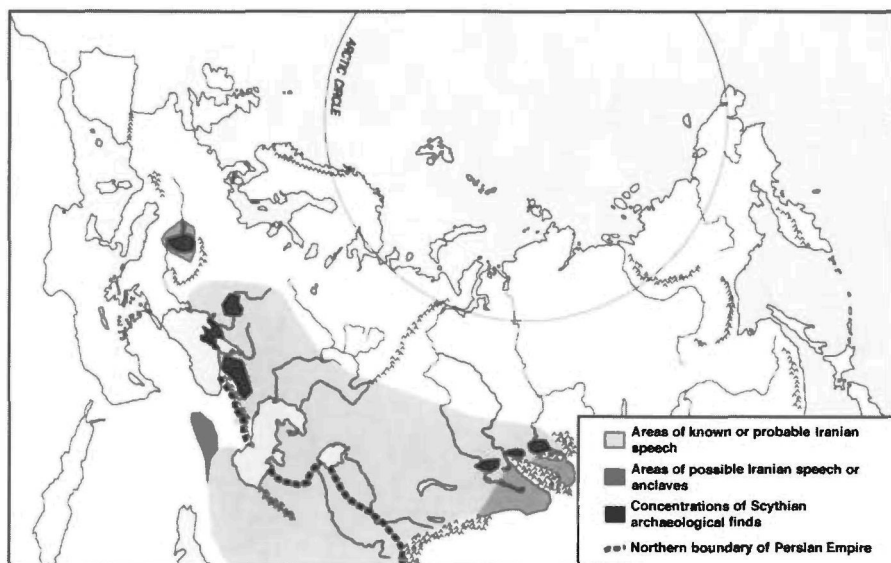 ARCTIC CIRCLE
Areas of known or probable Iranian
speech
Areas of possible Iranian speech or
anclaves
Concentrations of Scythian
archaeological finds
Northern boundary of Persian Empire